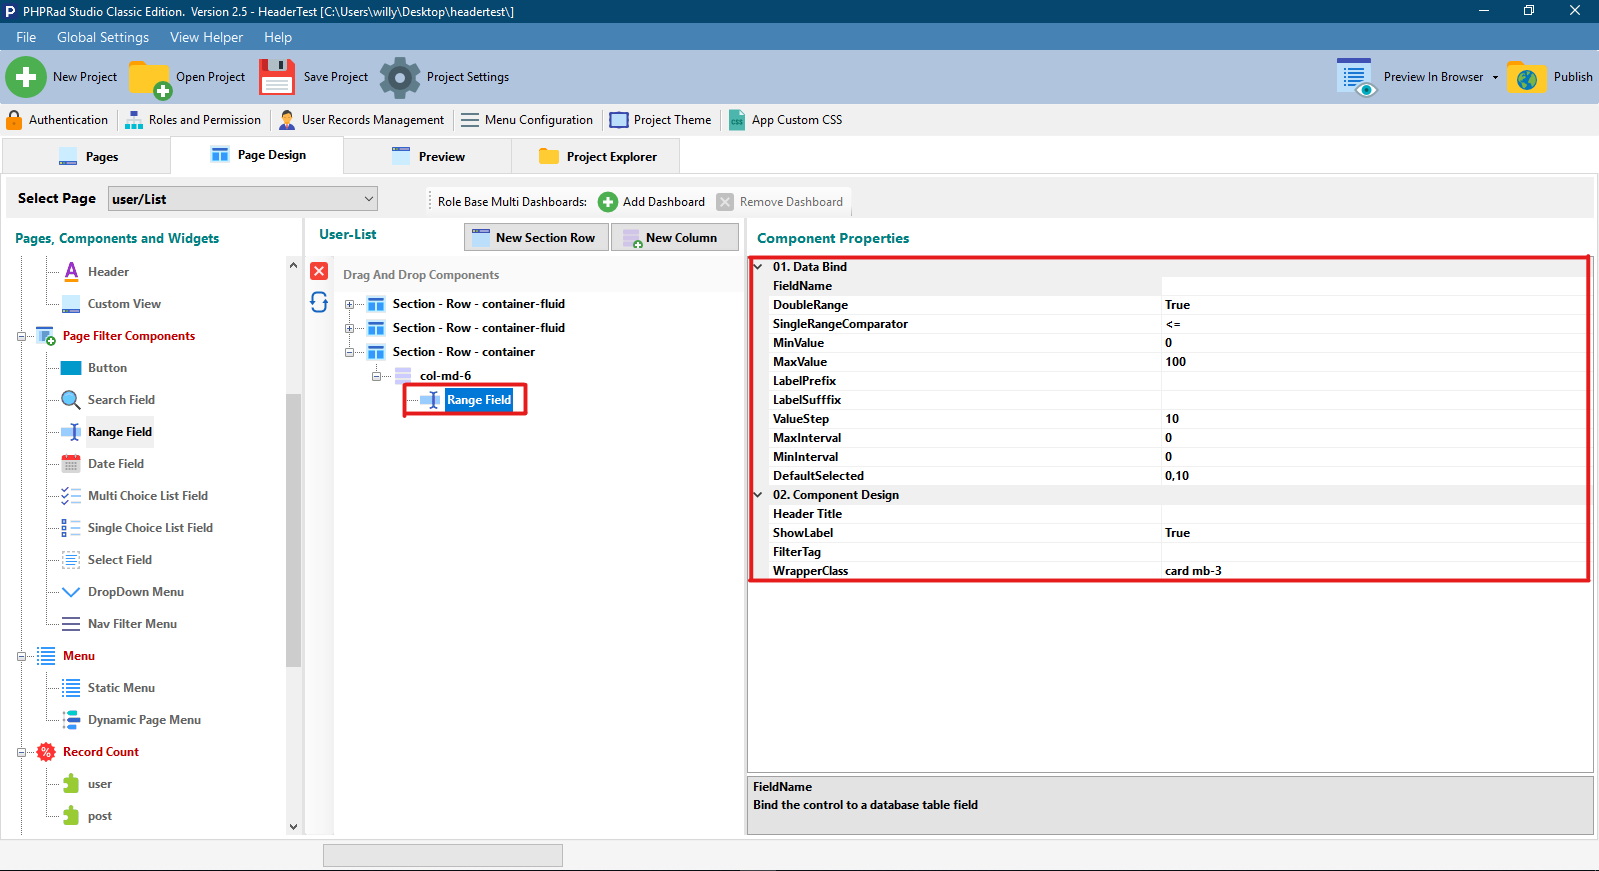 PHPRad Studio Classic Edition. Version 2.5 - HeaderTest [C:\Users\willy\Desktop\headertest\]
File Global Settings View Helper Help
New Project Open Project Save Project Project Settings Preview In Browser Publish
Authentication Roles and Permission User Records Management Menu Configuration Project Theme App Custom CSS
Pages Page Design Preview Project Explorer
Select Page user/List Role Base Multi Dashboards: Add Dashboard Remove Dashboard
Pages, Components and Widgets
Header
Custom View
Page Filter Components
Button
Search Field
Range Field
Date Field
Multi Choice List Field
Single Choice List Field
Select Field
DropDown Menu
Nav Filter Menu
Menu
Static Menu
Dynamic Page Menu
Record Count
user
post
User-List New Section Row New Column
Drag And Drop Components
Section - Row - container-fluid
Section - Row - container-fluid
Section - Row - container
col-md-6
Range Field
Component Properties
01. Data Bind
FieldName
DoubleRange True
SingleRangeComparator <=
MinValue 0
MaxValue 100
LabelPrefix
LabelSufffix
ValueStep 10
MaxInterval 0
MinInterval 0
DefaultSelected 0,10
02. Component Design
Header Title
ShowLabel True
FilterTag
WrapperClass card mb-3
FieldName
Bind the control to a database table field